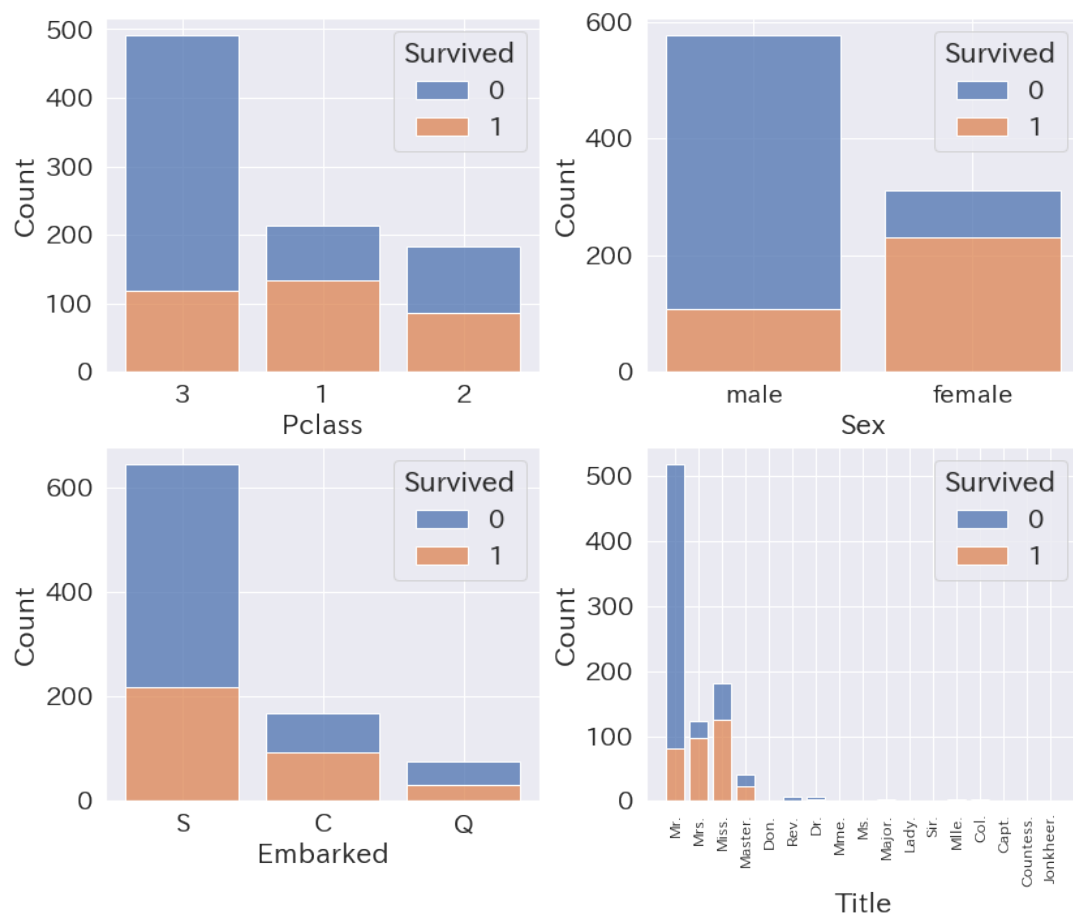 500
400
300
200
100
0
Count
3 1 2
Pclass
Survived
0
1
600
400
200
0
Count
male female
Sex
Survived
0
1
600
400
200
0
Count
S C Q
Embarked
Survived
0
1
500
400
300
200
100
0
Count
Mr. Mrs. Miss. Master. Don. Rev. Dr. Mme. Ms. Major. Lady. Sir. Mlle. Col. Capt. Countess. Jonkheer.
Title
Survived
0
1